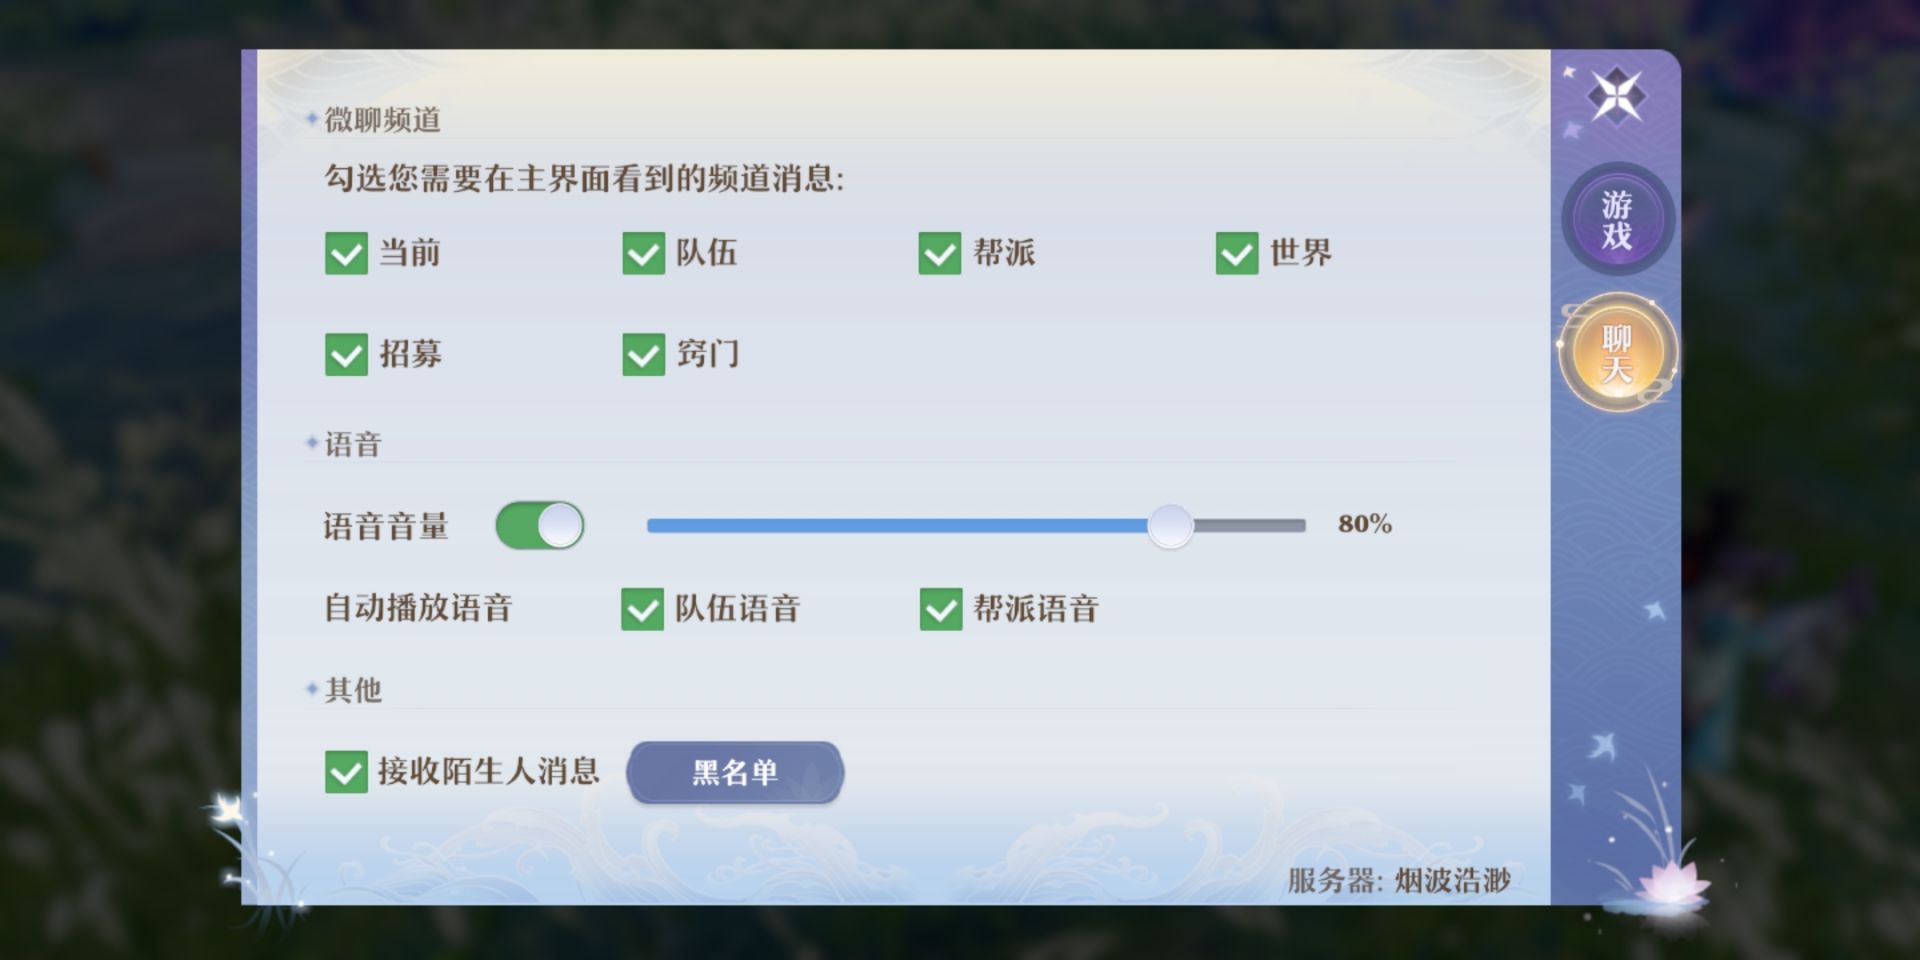 微聊频道
勾选您需要在主界面看到的频道消息:
当前 队伍 帮派 世界
招募 窍门
语音
语音音量 80%
自动播放语音 队伍语音 帮派语音
其他
接收陌生人消息 黑名单
服务器: 烟波浩渺
游戏
聊天